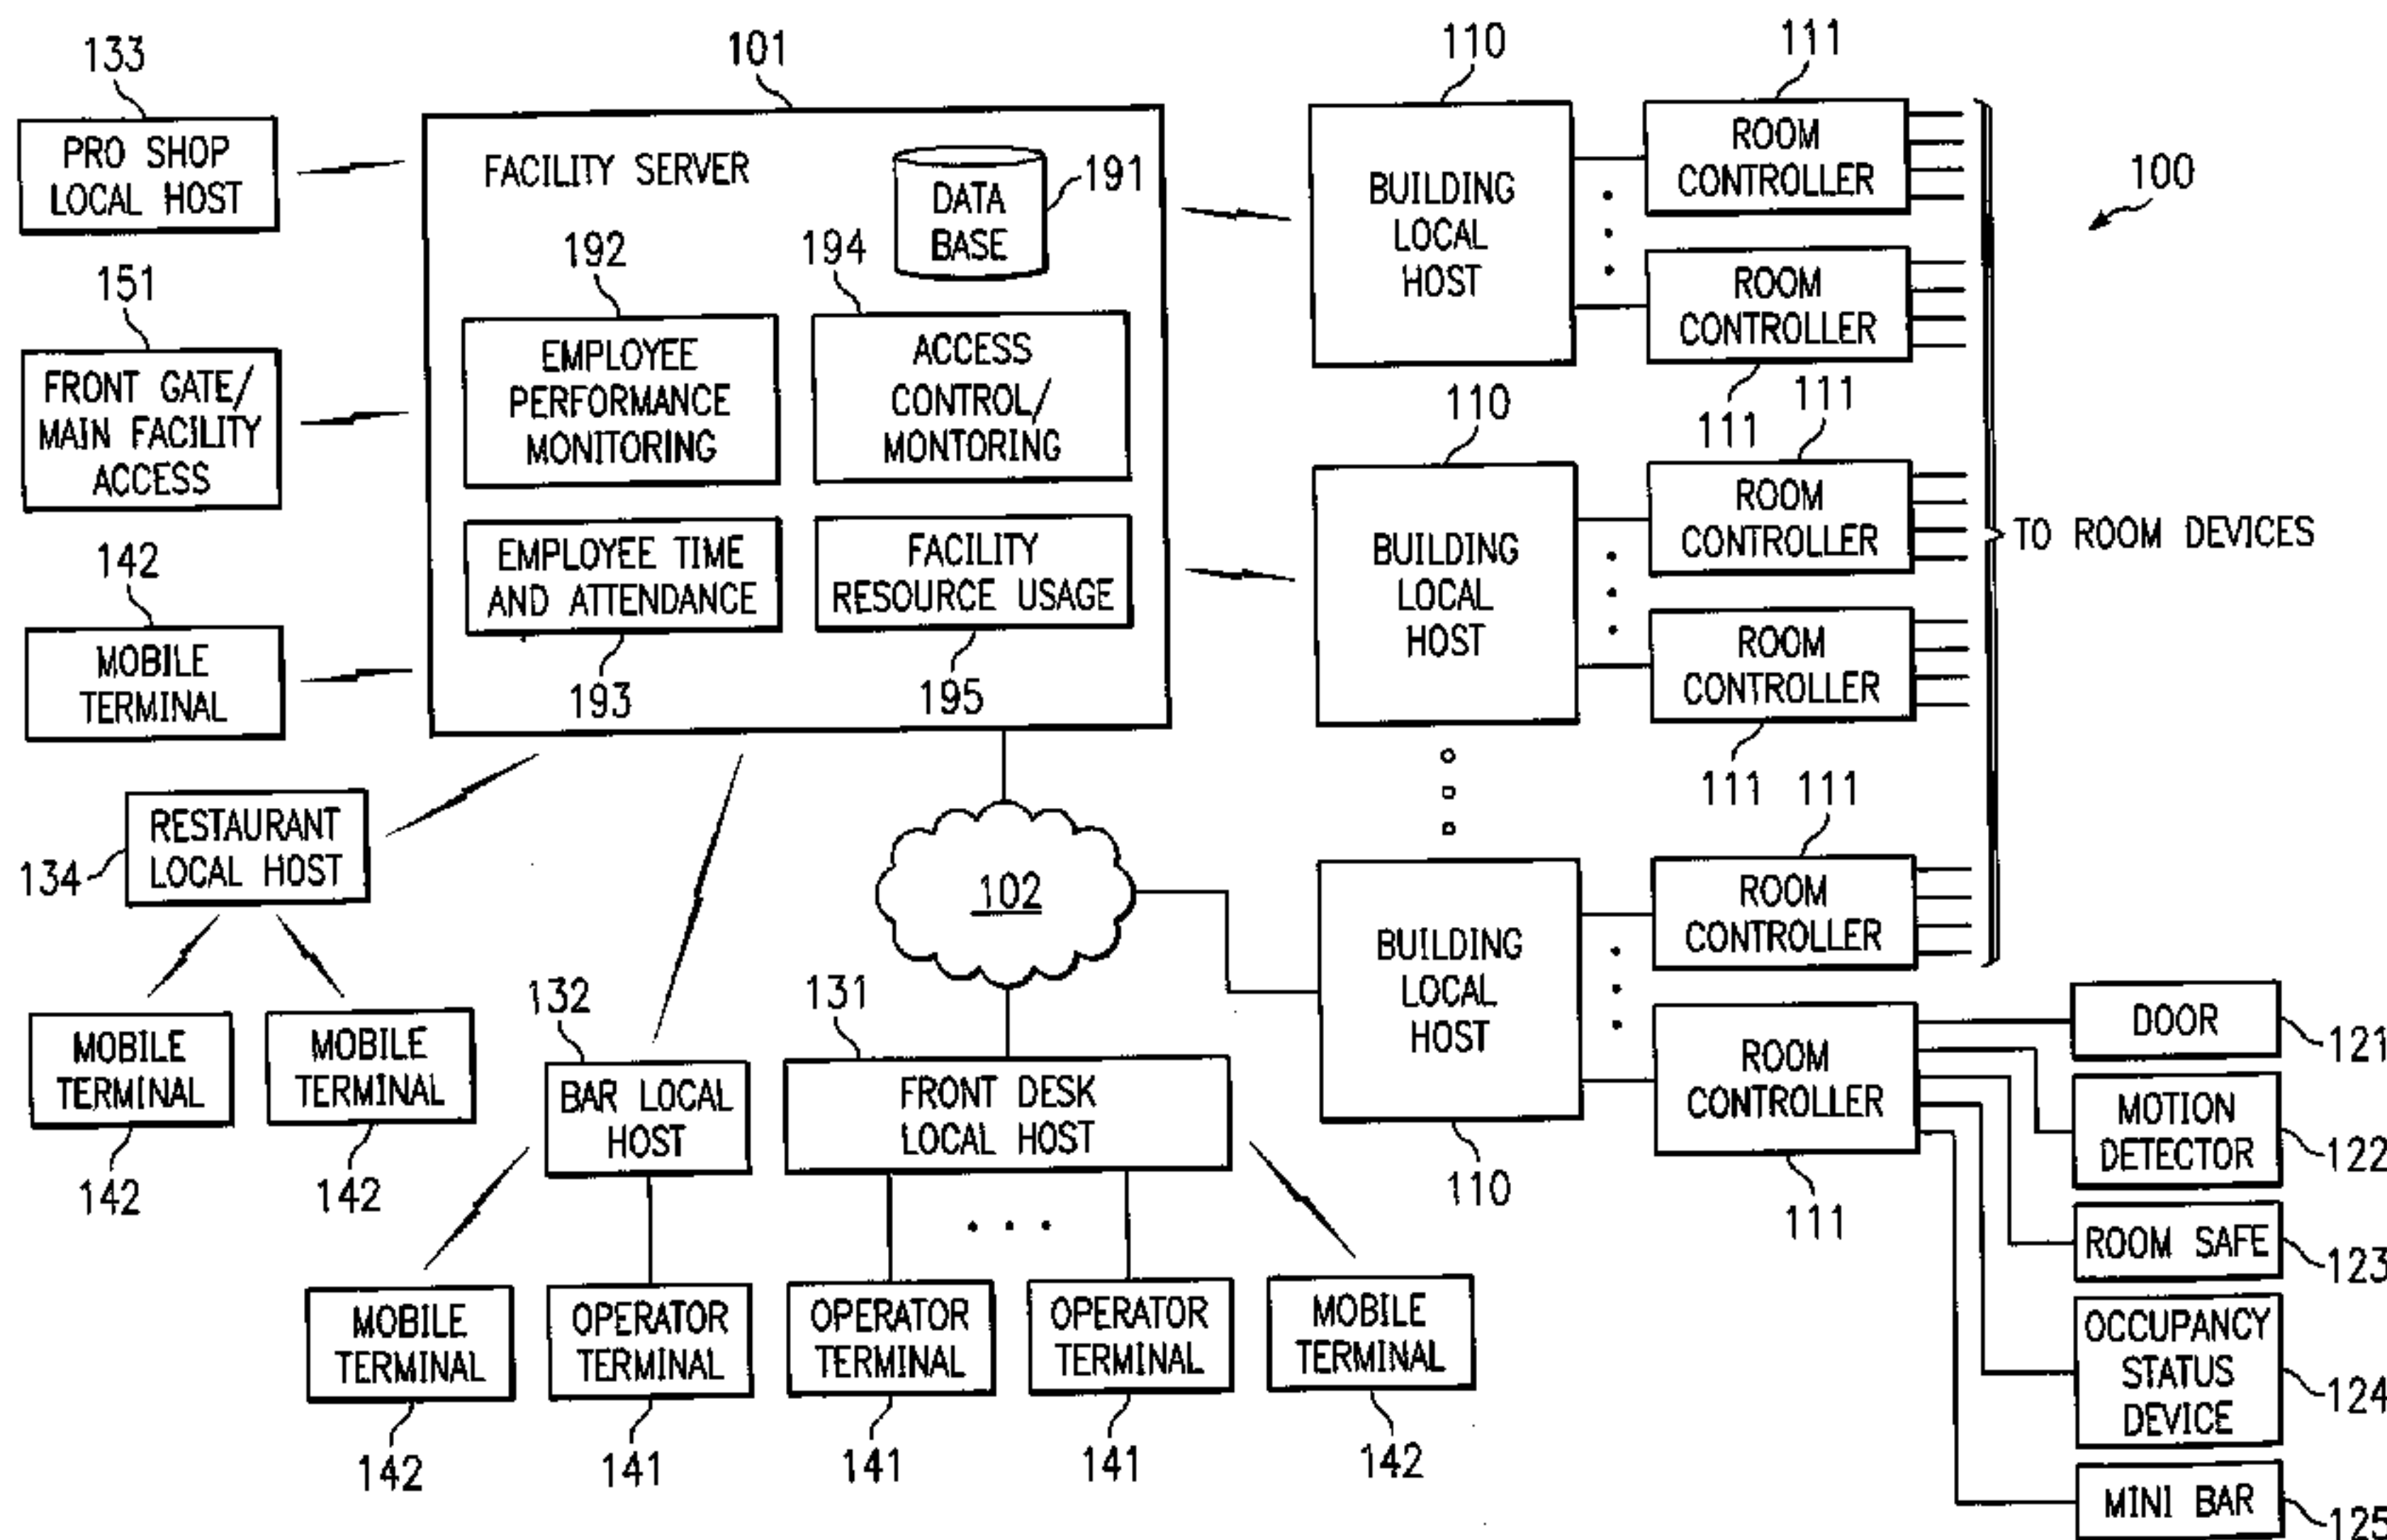 133
PRO SHOP
LOCAL HOST
151
FRONT GATE/
MAIN FACILITY
ACCESS
142
MOBILE
TERMINAL
101
FACILITY SERVER
DATA
BASE
191
192
EMPLOYEE
PERFORMANCE
MONITORING
194
ACCESS
CONTROL/
MONTORING
EMPLOYEE TIME
AND ATTENDANCE
193
FACILITY
RESOURCE USAGE
195
110
BUILDING
LOCAL
HOST
111
ROOM
CONTROLLER
ROOM
CONTROLLER
111
100
110
BUILDING
LOCAL
HOST
111
ROOM
CONTROLLER
ROOM
CONTROLLER
111
TO ROOM DEVICES
RESTAURANT
LOCAL HOST
134
MOBILE
TERMINAL
142
MOBILE
TERMINAL
142
102
132
BAR LOCAL
HOST
131
FRONT DESK
LOCAL HOST
MOBILE
TERMINAL
142
OPERATOR
TERMINAL
141
OPERATOR
TERMINAL
141
OPERATOR
TERMINAL
141
MOBILE
TERMINAL
142
BUILDING
LOCAL
HOST
110
111
ROOM
CONTROLLER
ROOM
CONTROLLER
111
DOOR
121
MOTION
DETECTOR
122
ROOM SAFE
123
OCCUPANCY
STATUS
DEVICE
124
MINI BAR
125